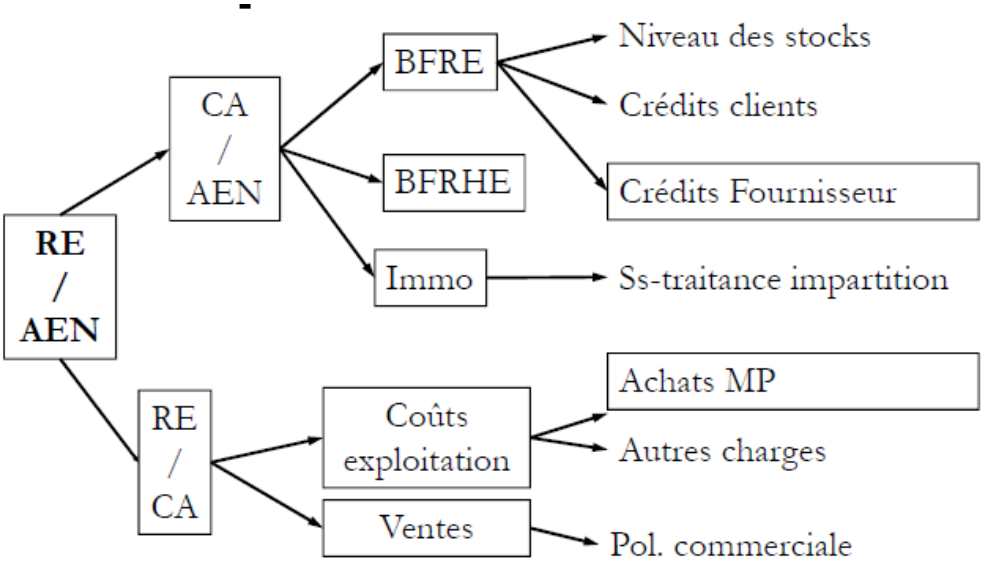 RE
/
AEN
CA
/
AEN
BFRE
Niveau des stocks
Crédits clients
Crédits Fournisseur
BFRHE
Immo
Ss-traitance impartition
RE
/
CA
Coûts
exploitation
Achats MP
Autres charges
Ventes
Pol. commerciale